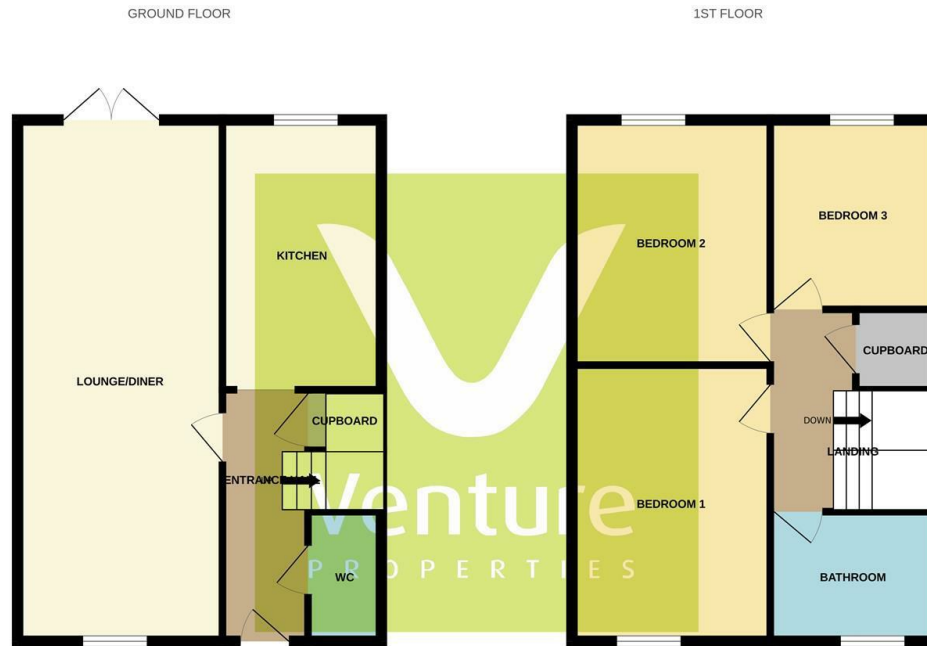 GROUND FLOOR
1ST FLOOR
KITCHEN
LOUNGE/DINER
CUPBOARD
WC
BEDROOM 2
BEDROOM 3
CUPBOARD
DOWN
LANDING
BEDROOM 1
BATHROOM
Venture
PROPERTIES